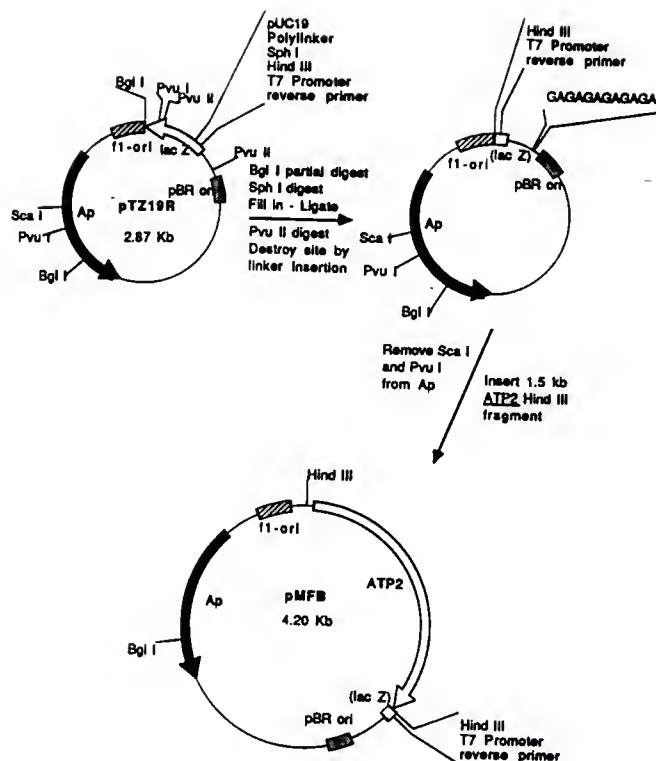 pUC19
Polylinker
Sph I
Hind III
T7 Promoter
reverse primer
Bgl I
Pvu I
Pvu II
f1-ori
lac Z
Pvu II
pBR ori
pTZ19R
2.87 Kb
Ap
Sca I
Pvu I
Bgl I
Bgl I partial digest
Sph I digest
Fill in - Ligate
Pvu II digest
Destroy site by
linker insertion
Hind III
T7 Promoter
reverse primer
GAGAGAGAGAGA
f1-ori
(lac Z)
pBR ori
Ap
Sca I
Pvu I
Bgl I
Remove Sca I
and Pvu I
from Ap
Insert 1.5 kb
ATP2 Hind III
fragment
Hind III
f1-ori
ATP2
Ap
pMFB
4.20 Kb
Bgl I
(lac Z)
pBR ori
Hind III
T7 Promoter
reverse primer